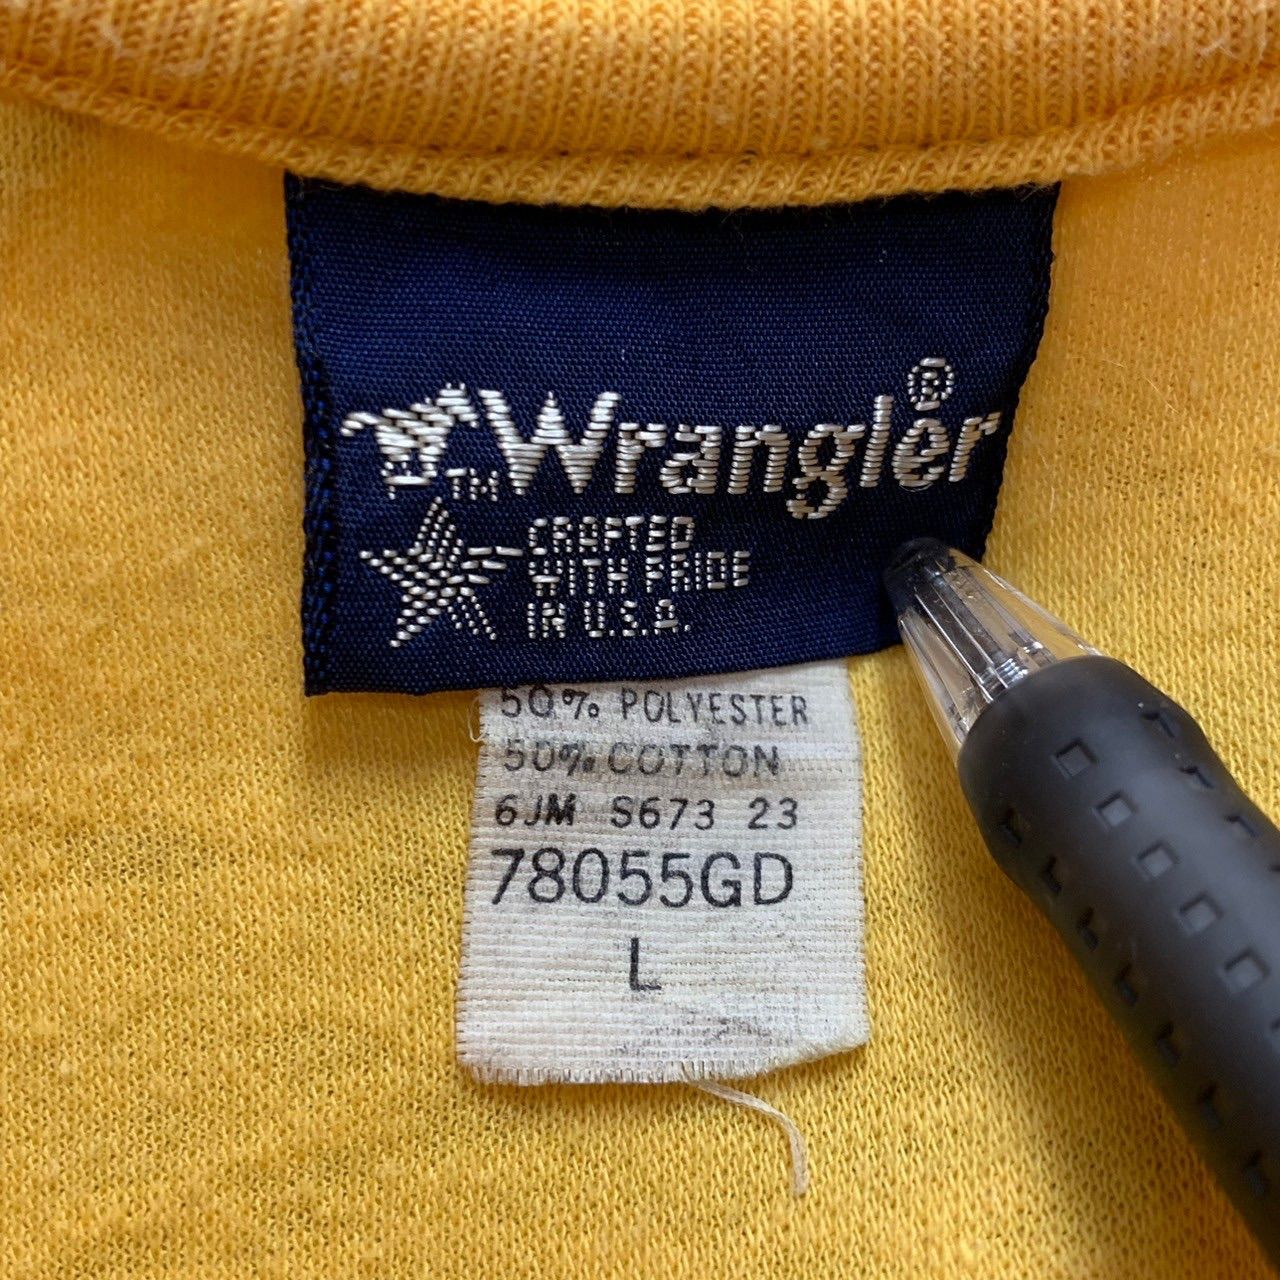 Wrangler®
TM
CRAFTED
WITH PRIDE
IN U.S.A.
50% POLYESTER
50% COTTON
6JM S673 23
78055GD
L